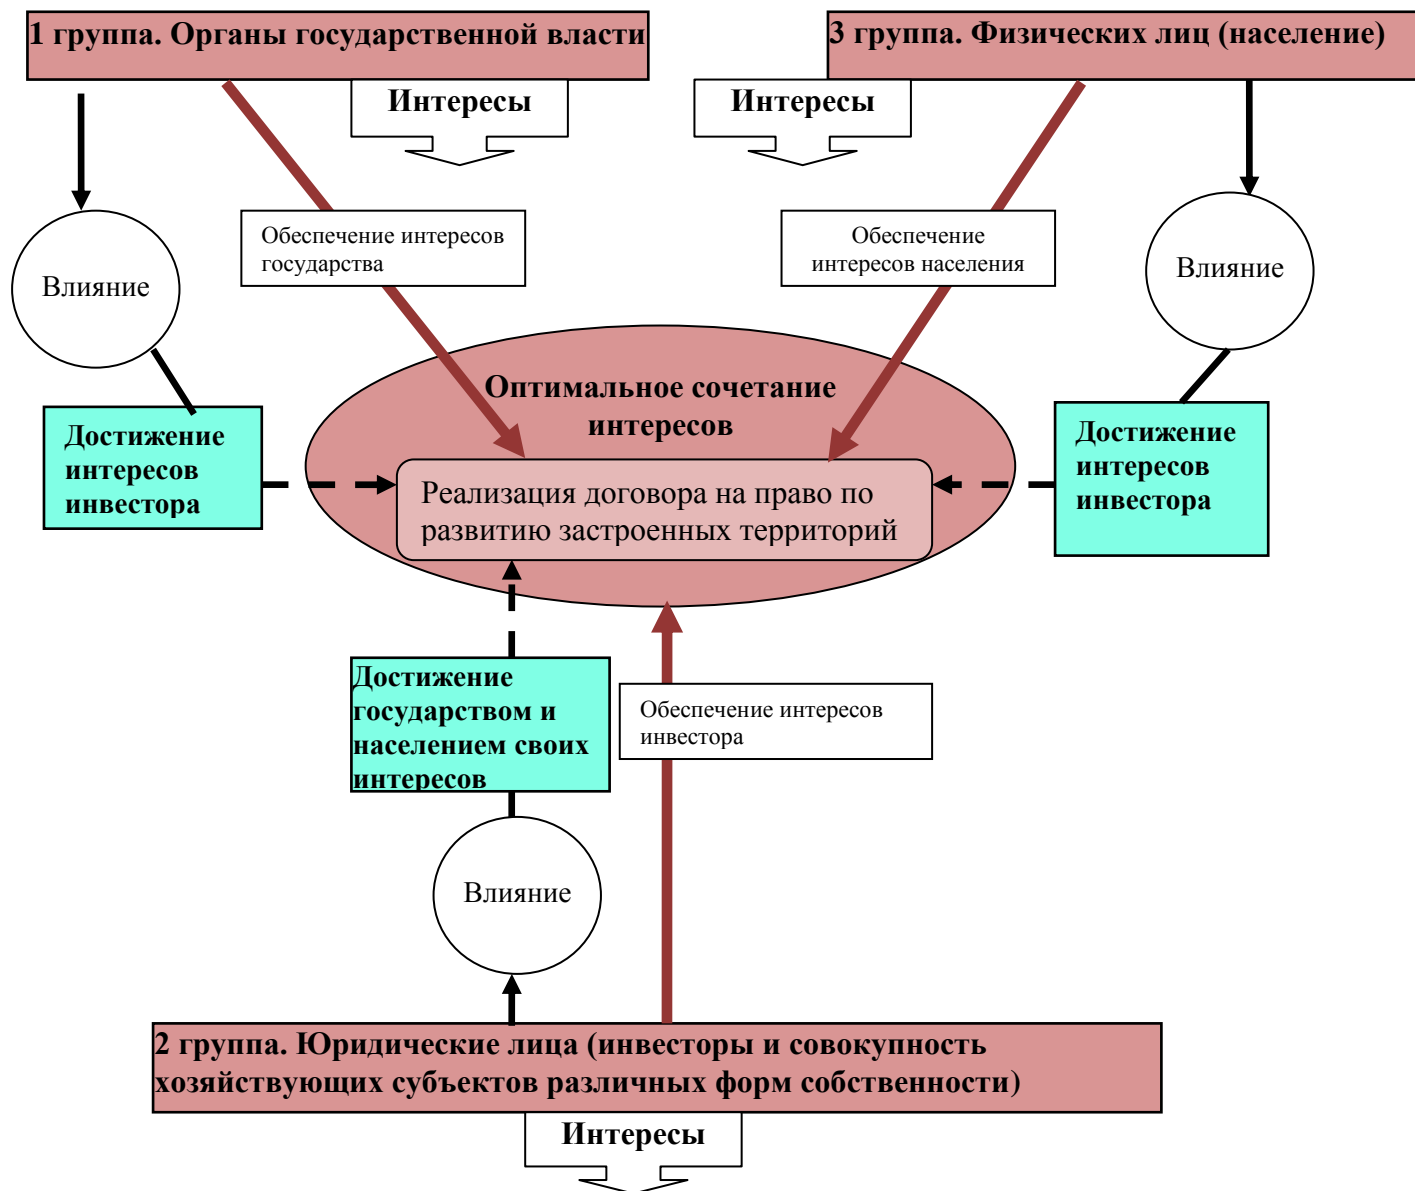 1 группа. Органы государственной власти
3 группа. Физических лиц (население)
Интересы
Интересы
Обеспечение интересов
государства
Обеспечение
интересов населения
Влияние
Влияние
Оптимальное сочетание
интересов
Достижение
интересов
инвестора
Достижение
интересов
инвестора
Реализация договора на право по
развитию застроенных территорий
Достижение
государством и
населением своих
интересов
Обеспечение интересов
инвестора
Влияние
2 группа. Юридические лица (инвесторы и совокупность
хозяйствующих субъектов различных форм собственности)
Интересы